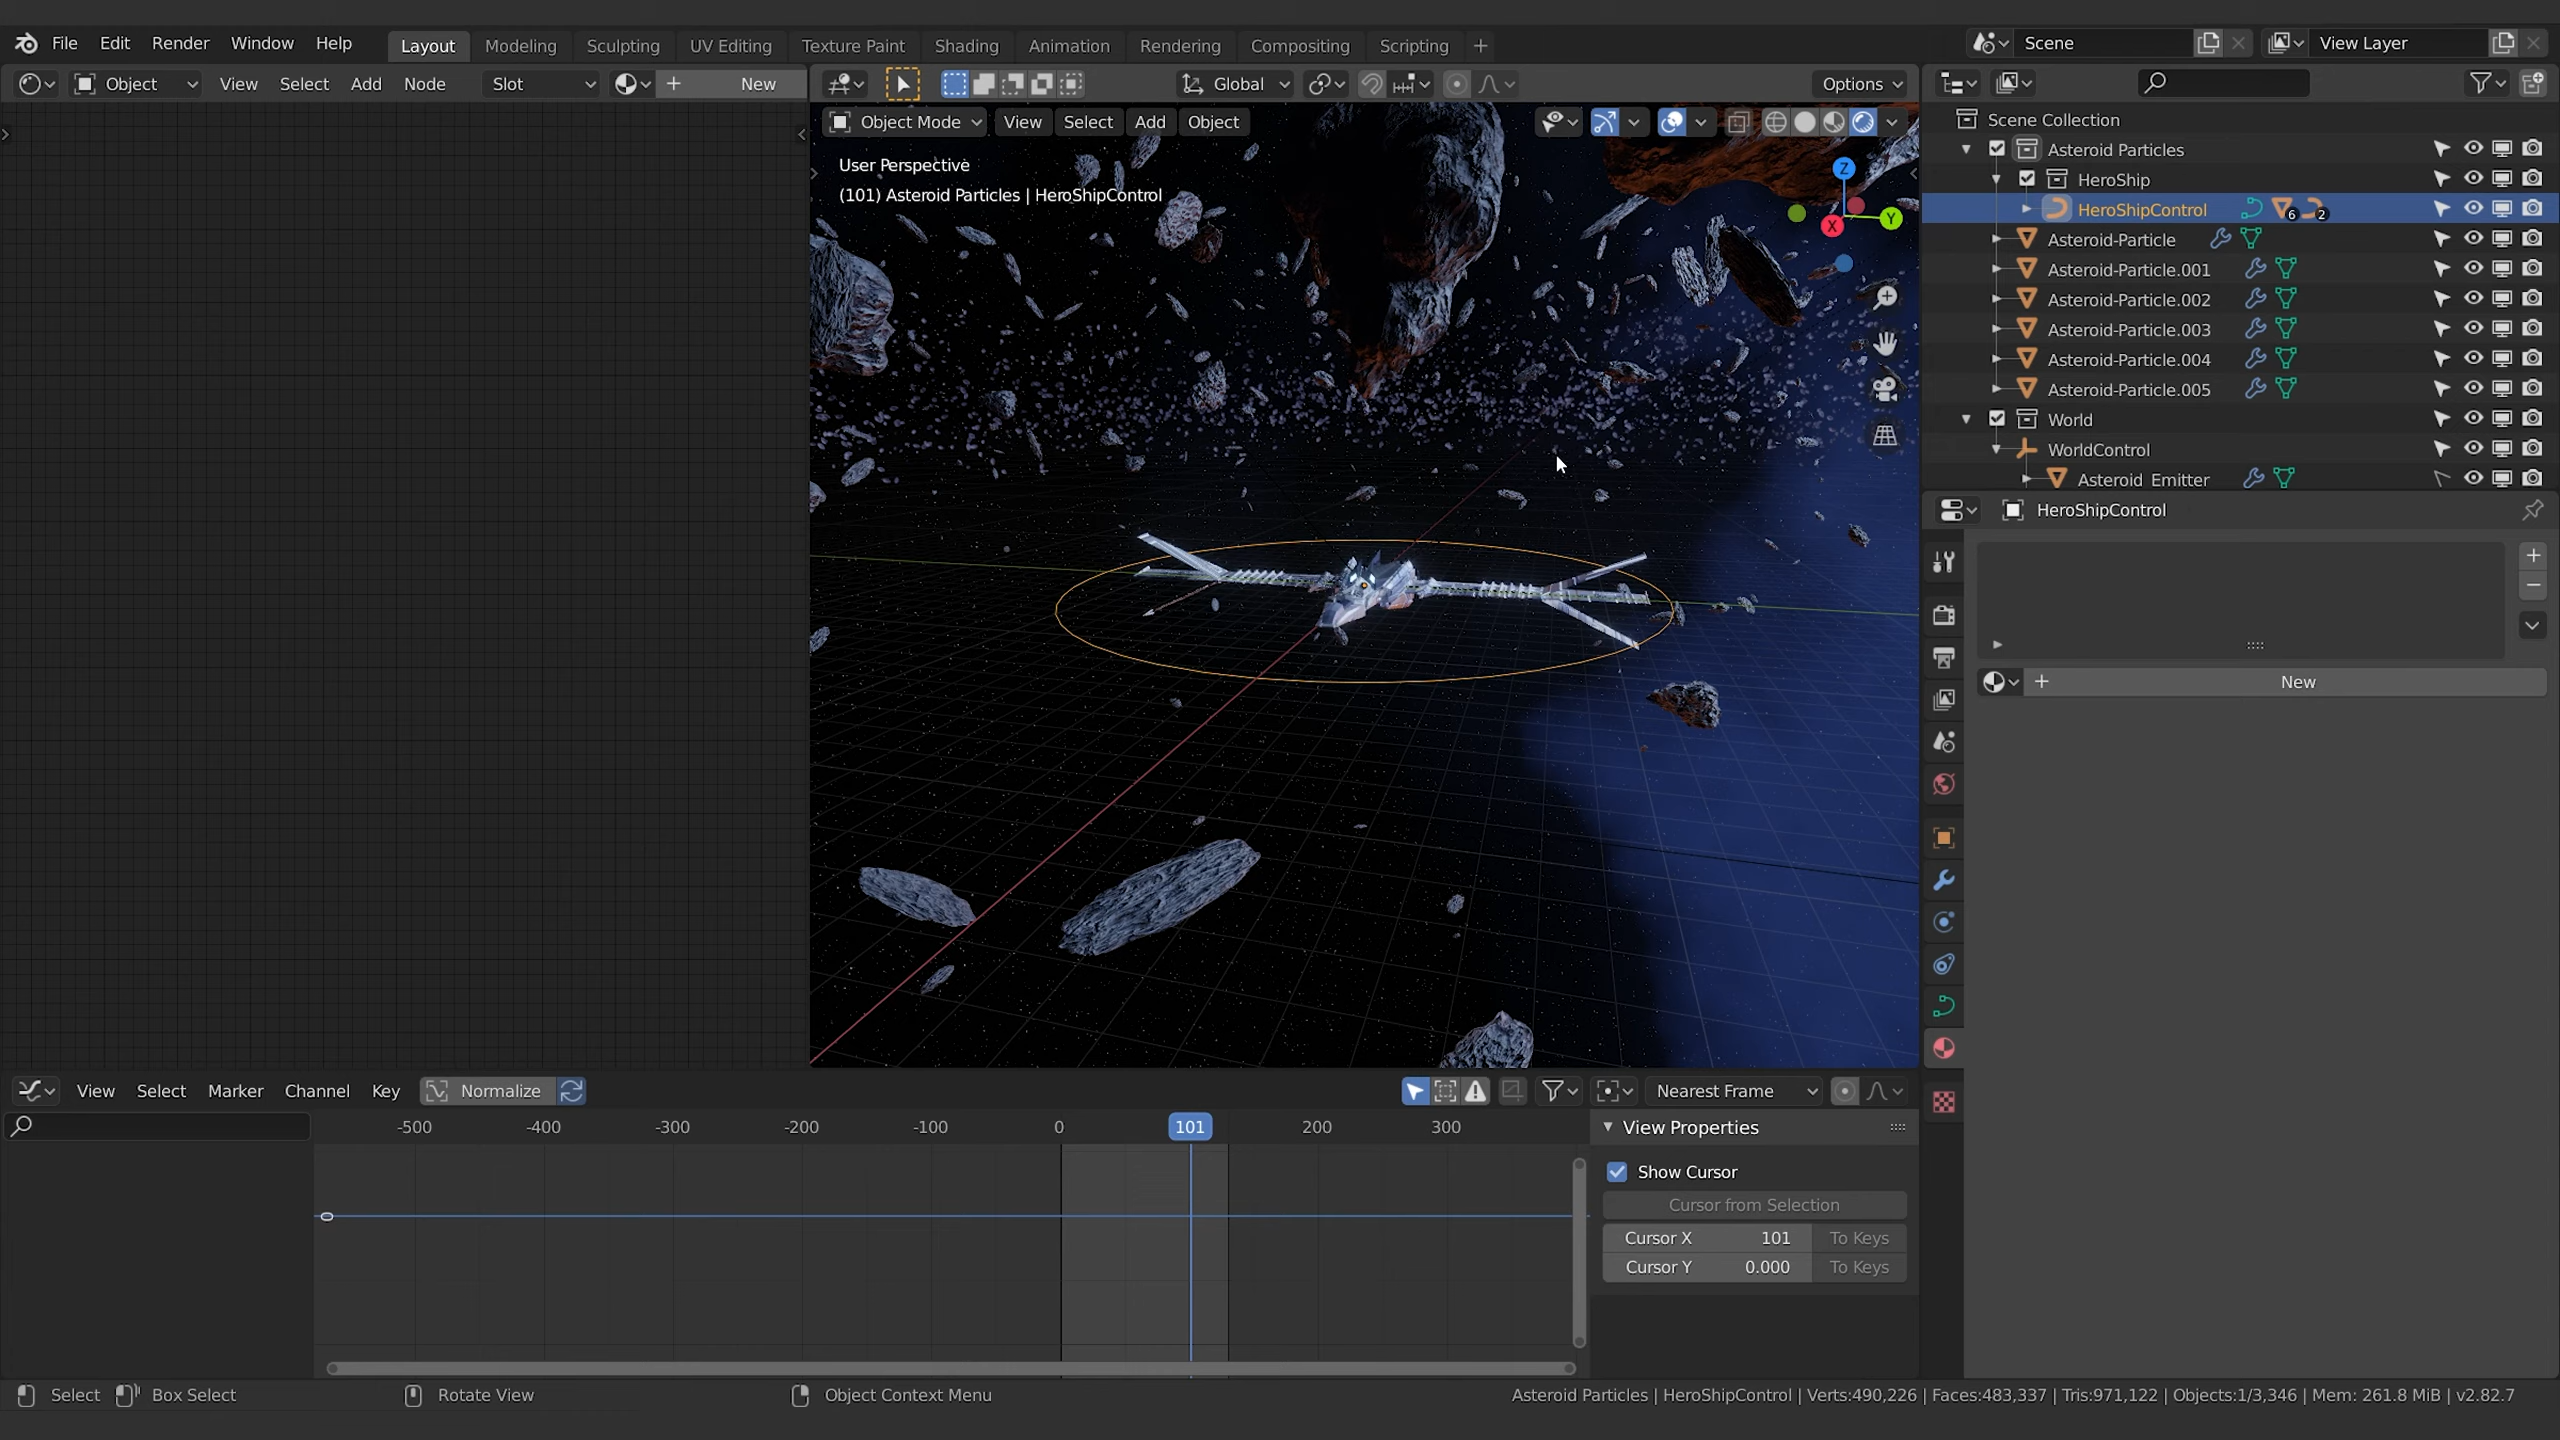 File Edit Render Window Help Layout Modeling Sculpting UV Editing Texture Paint Shading Animation Rendering Compositing Scripting + Scene View Layer
Object View Select Add Node Slot New Global Options
Object Mode View Select Add Object
User Perspective
(101) Asteroid Particles | HeroShipControl
Z
Y
X
Scene Collection
Asteroid Particles
HeroShip
HeroShipControl 6 2
Asteroid-Particle
Asteroid-Particle.001
Asteroid-Particle.002
Asteroid-Particle.003
Asteroid-Particle.004
Asteroid-Particle.005
World
WorldControl
Asteroid Emitter
HeroShipControl
New
View Select Marker Channel Key Normalize Nearest Frame
-500 -400 -300 -200 -100 0 101 200 300
View Properties
Show Cursor
Cursor from Selection
Cursor X 101 To Keys
Cursor Y 0.000 To Keys
Select Box Select Rotate View Object Context Menu Asteroid Particles | HeroShipControl | Verts:490,226 | Faces:483,337 | Tris:971,122 | Objects:1/3,346 | Mem: 261.8 MiB | v2.82.7